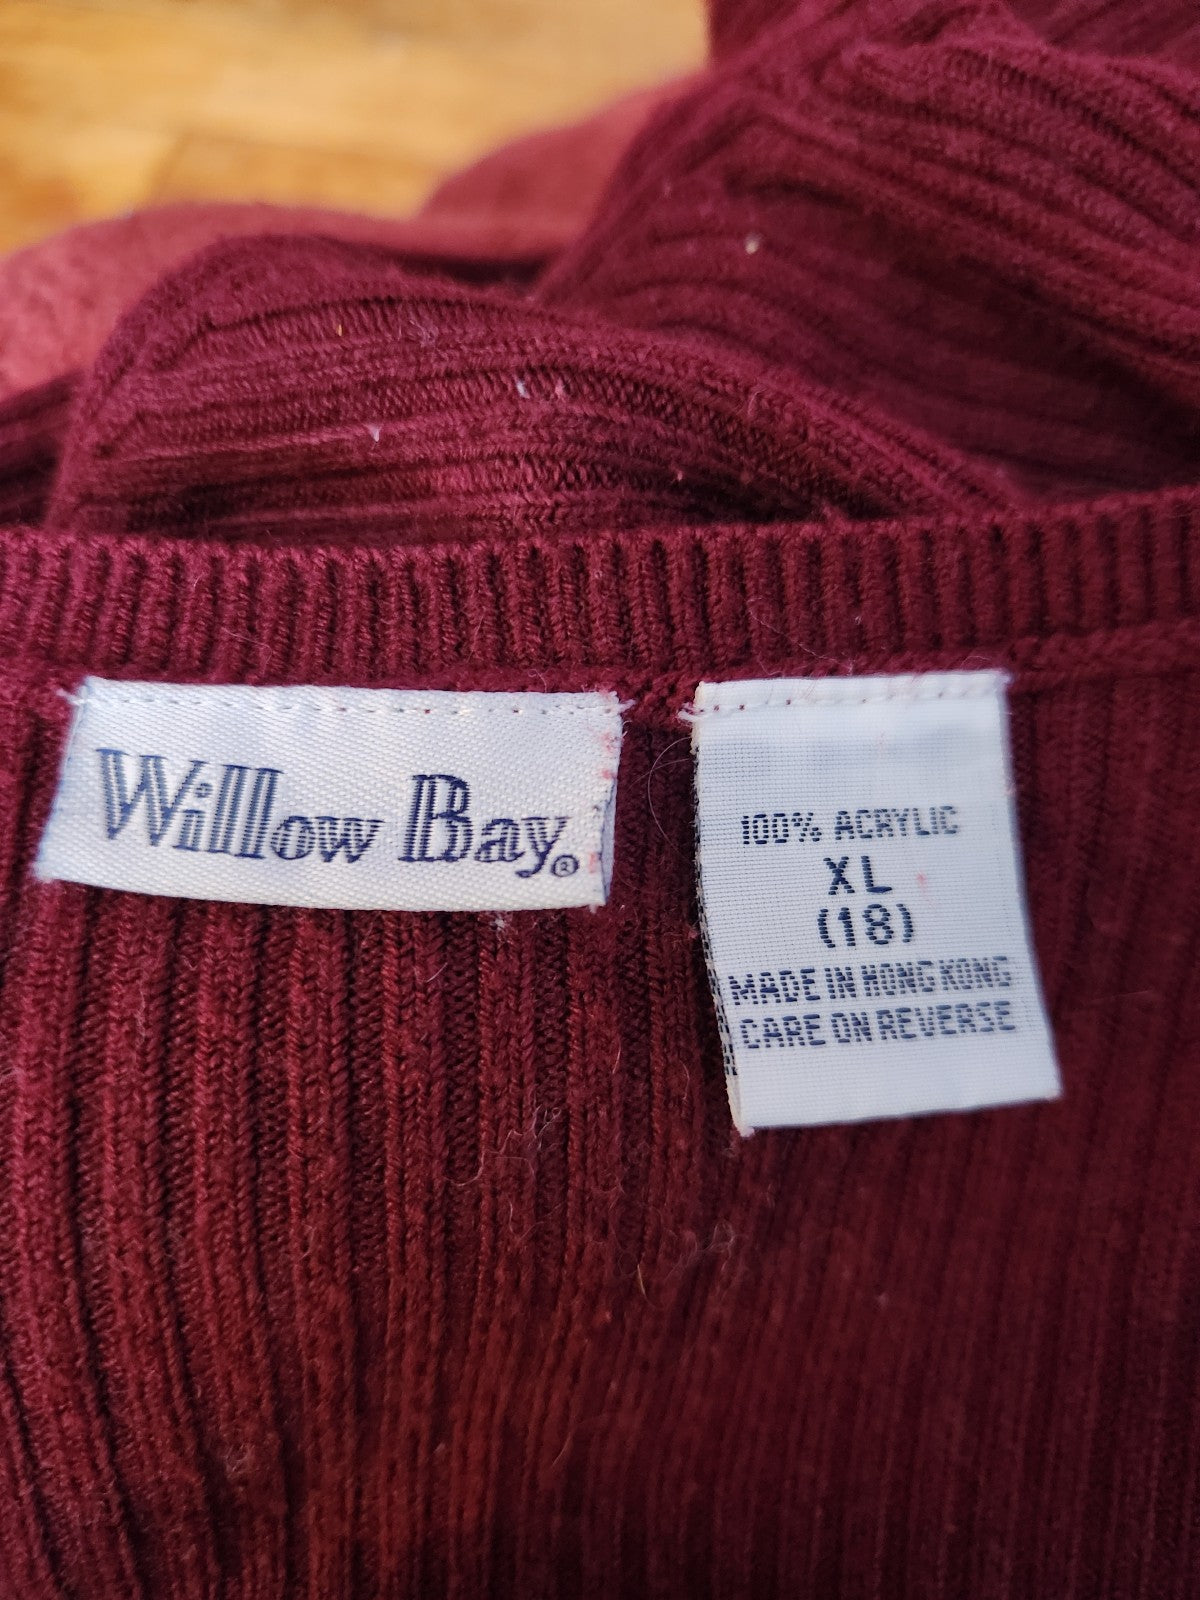 Willow Bay®
100% ACRYLIC
XL
(18)
MADE IN HONG KONG
CARE ON REVERSE